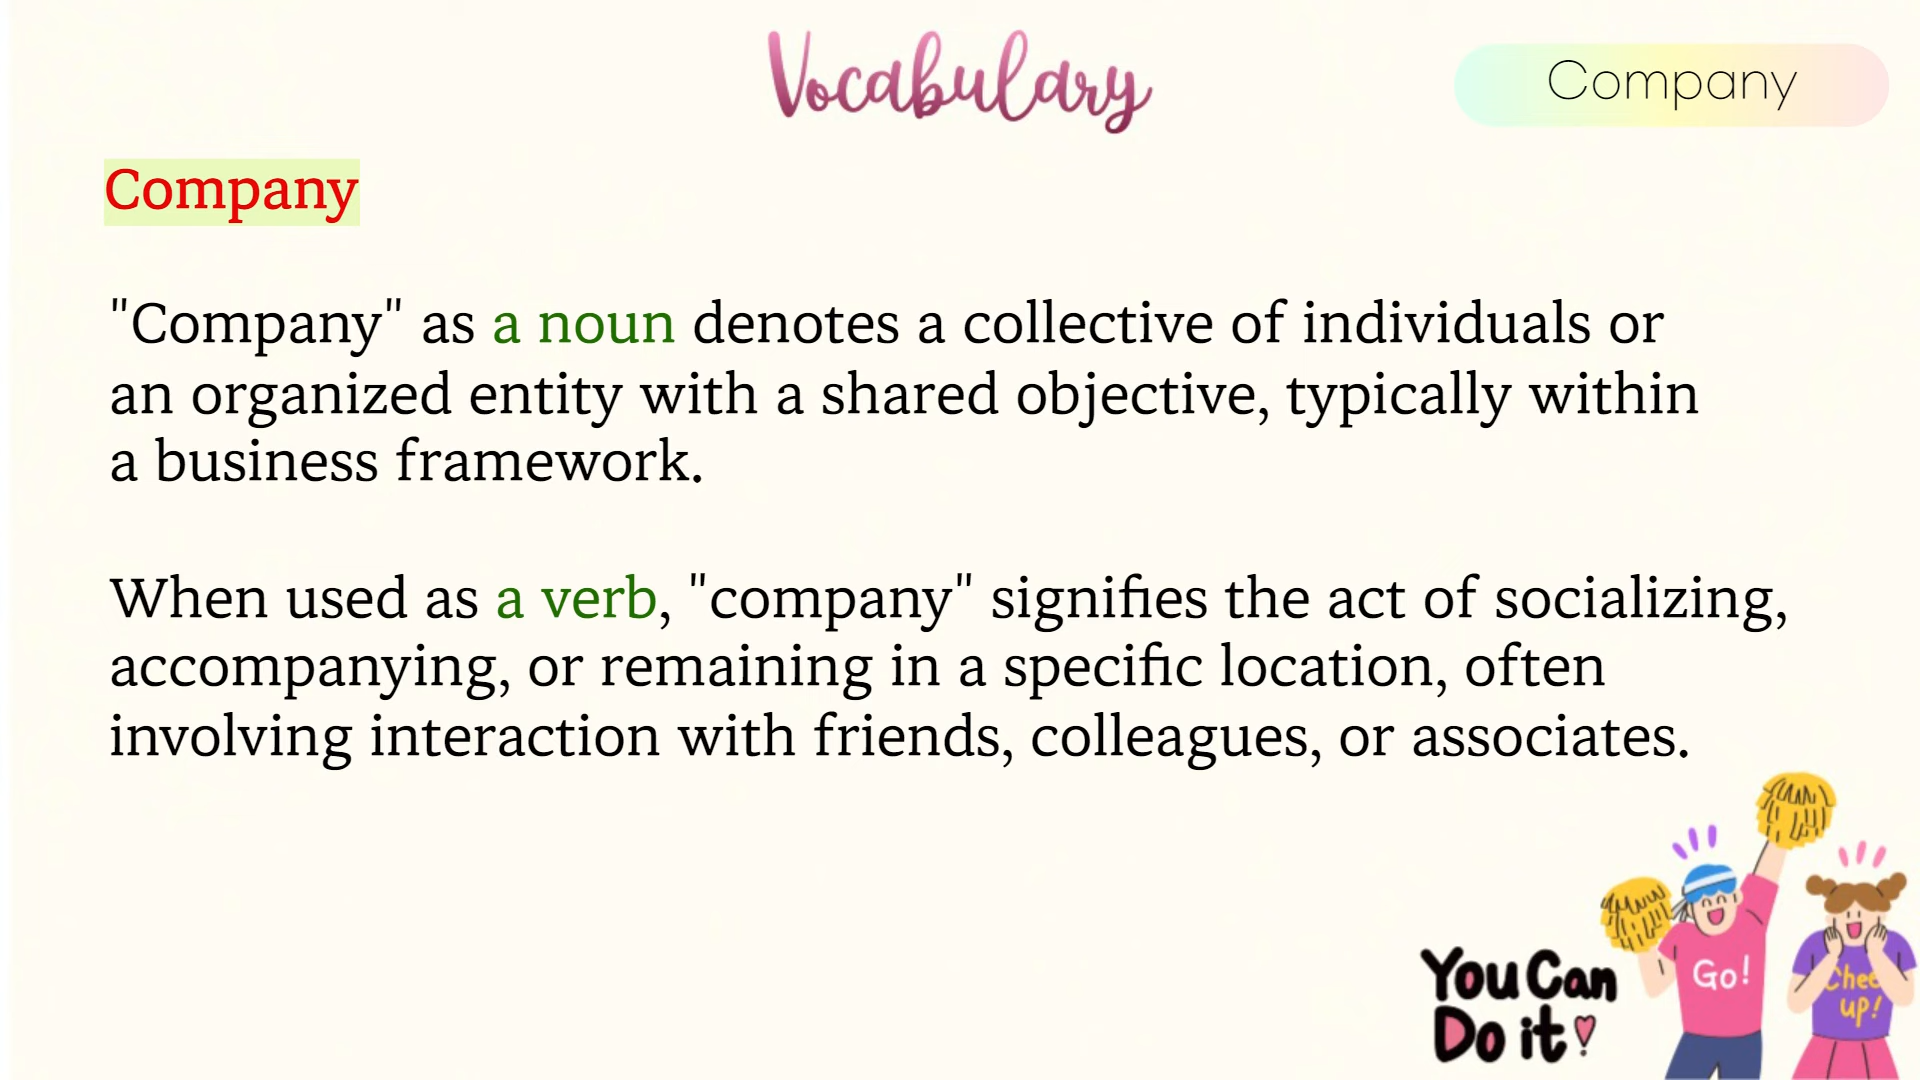 Vocabulary
Company
Company
"Company" as a noun denotes a collective of individuals or
an organized entity with a shared objective, typically within
a business framework.
When used as a verb, "company" signifies the act of socializing,
accompanying, or remaining in a specific location, often
involving interaction with friends, colleagues, or associates.
You Can
Do it!
Go!
Chee
up!